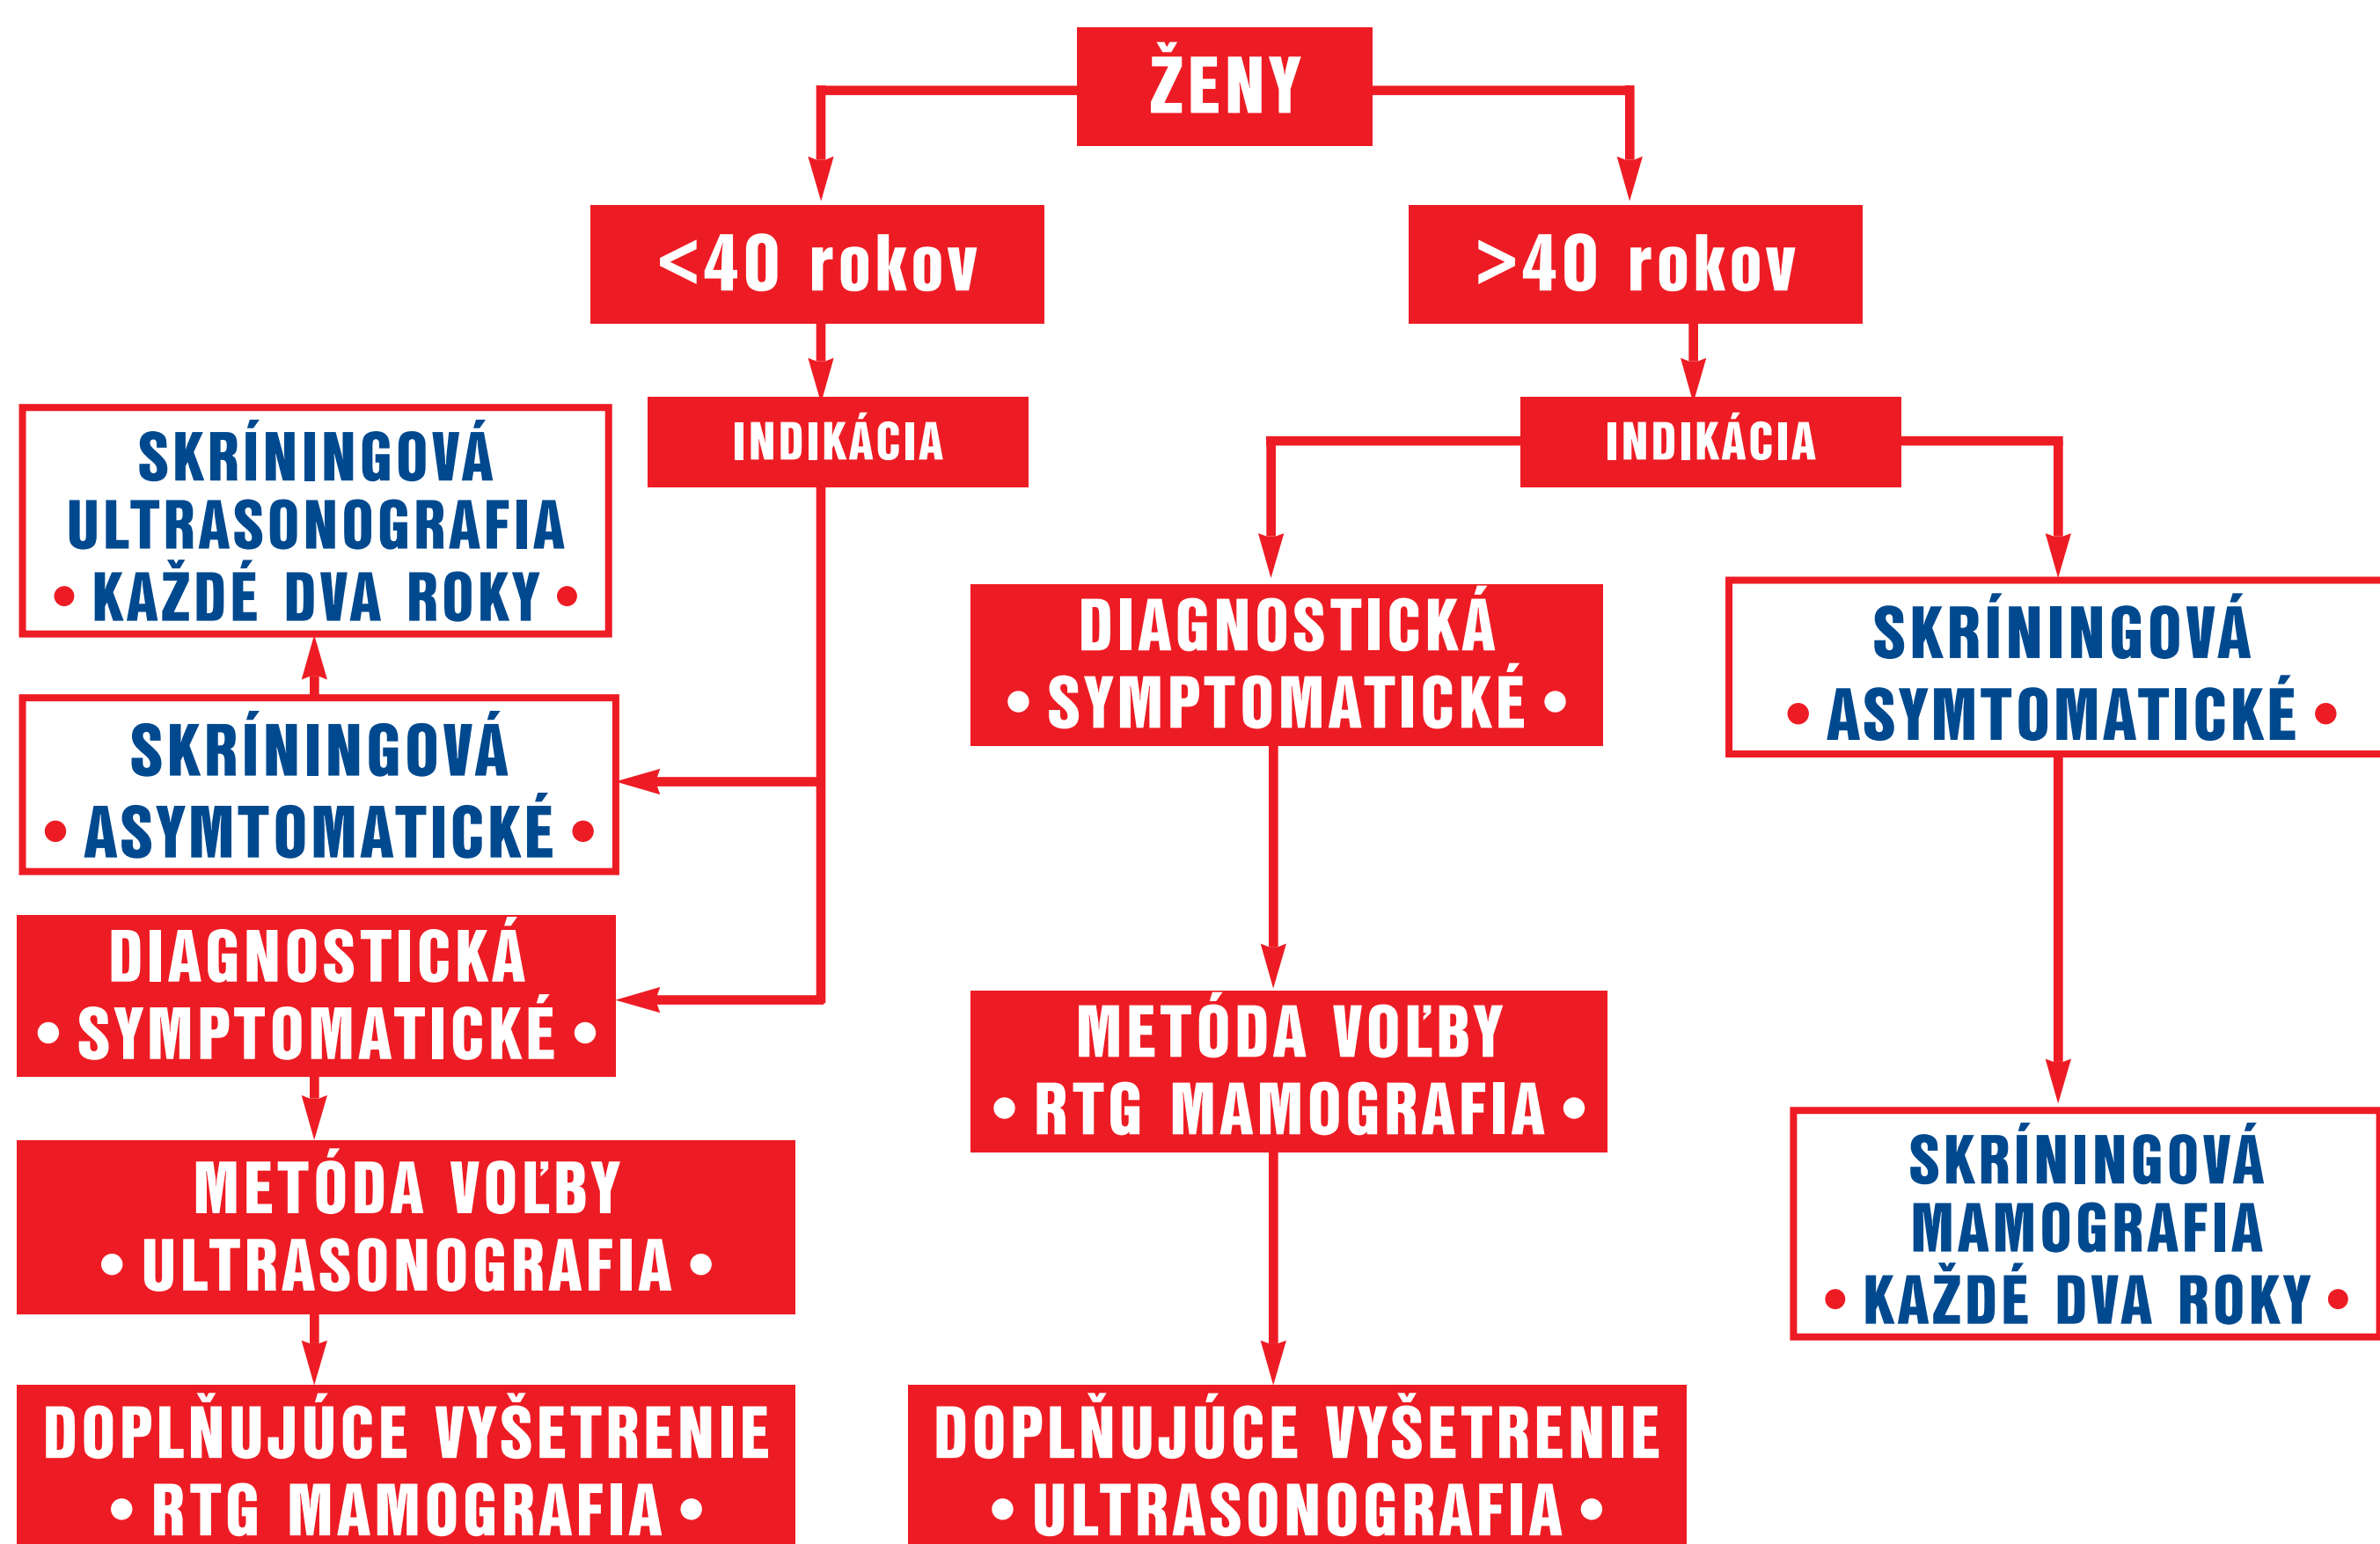 ŽENY
<40 rokov
>40 rokov
INDIKÁCIA
INDIKÁCIA
SKRÍNINGOVÁ
ULTRASONOGRAFIA
• KAŽDÉ DVA ROKY •
SKRÍNINGOVÁ
• ASYMTOMATICKÉ •
DIAGNOSTICKÁ
• SYMPTOMATICKÉ •
METÓDA VOĽBY
• ULTRASONOGRAFIA •
DOPLŇUJÚCE VYŠETRENIE
• RTG MAMOGRAFIA •
DIAGNOSTICKÁ
• SYMPTOMATICKÉ •
METÓDA VOĽBY
• RTG MAMOGRAFIA •
DOPLŇUJÚCE VYŠETRENIE
• ULTRASONOGRAFIA •
SKRÍNINGOVÁ
• ASYMTOMATICKÉ •
SKRÍNINGOVÁ
MAMOGRAFIA
• KAŽDÉ DVA ROKY •